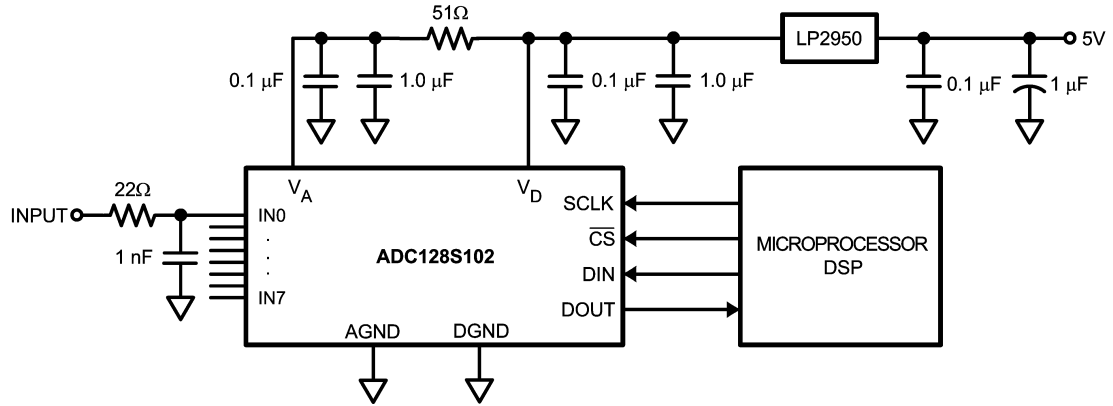 51Ω
LP2950
5V
0.1 µF
1.0 µF
0.1 µF
1.0 µF
0.1 µF
1 µF
VA
VD
22Ω
INPUT
IN0
.
.
.
IN7
1 nF
ADC128S102
SCLK
C̅S̅
DIN
DOUT
AGND
DGND
MICROPROCESSOR
DSP